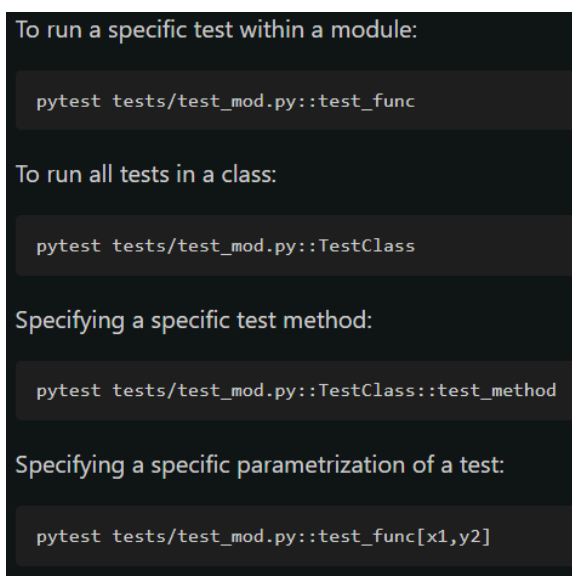 To run a specific test within a module:
pytest tests/test_mod.py::test_func
To run all tests in a class:
pytest tests/test_mod.py::TestClass
Specifying a specific test method:
pytest tests/test_mod.py::TestClass::test_method
Specifying a specific parametrization of a test:
pytest tests/test_mod.py::test_func[x1,y2]